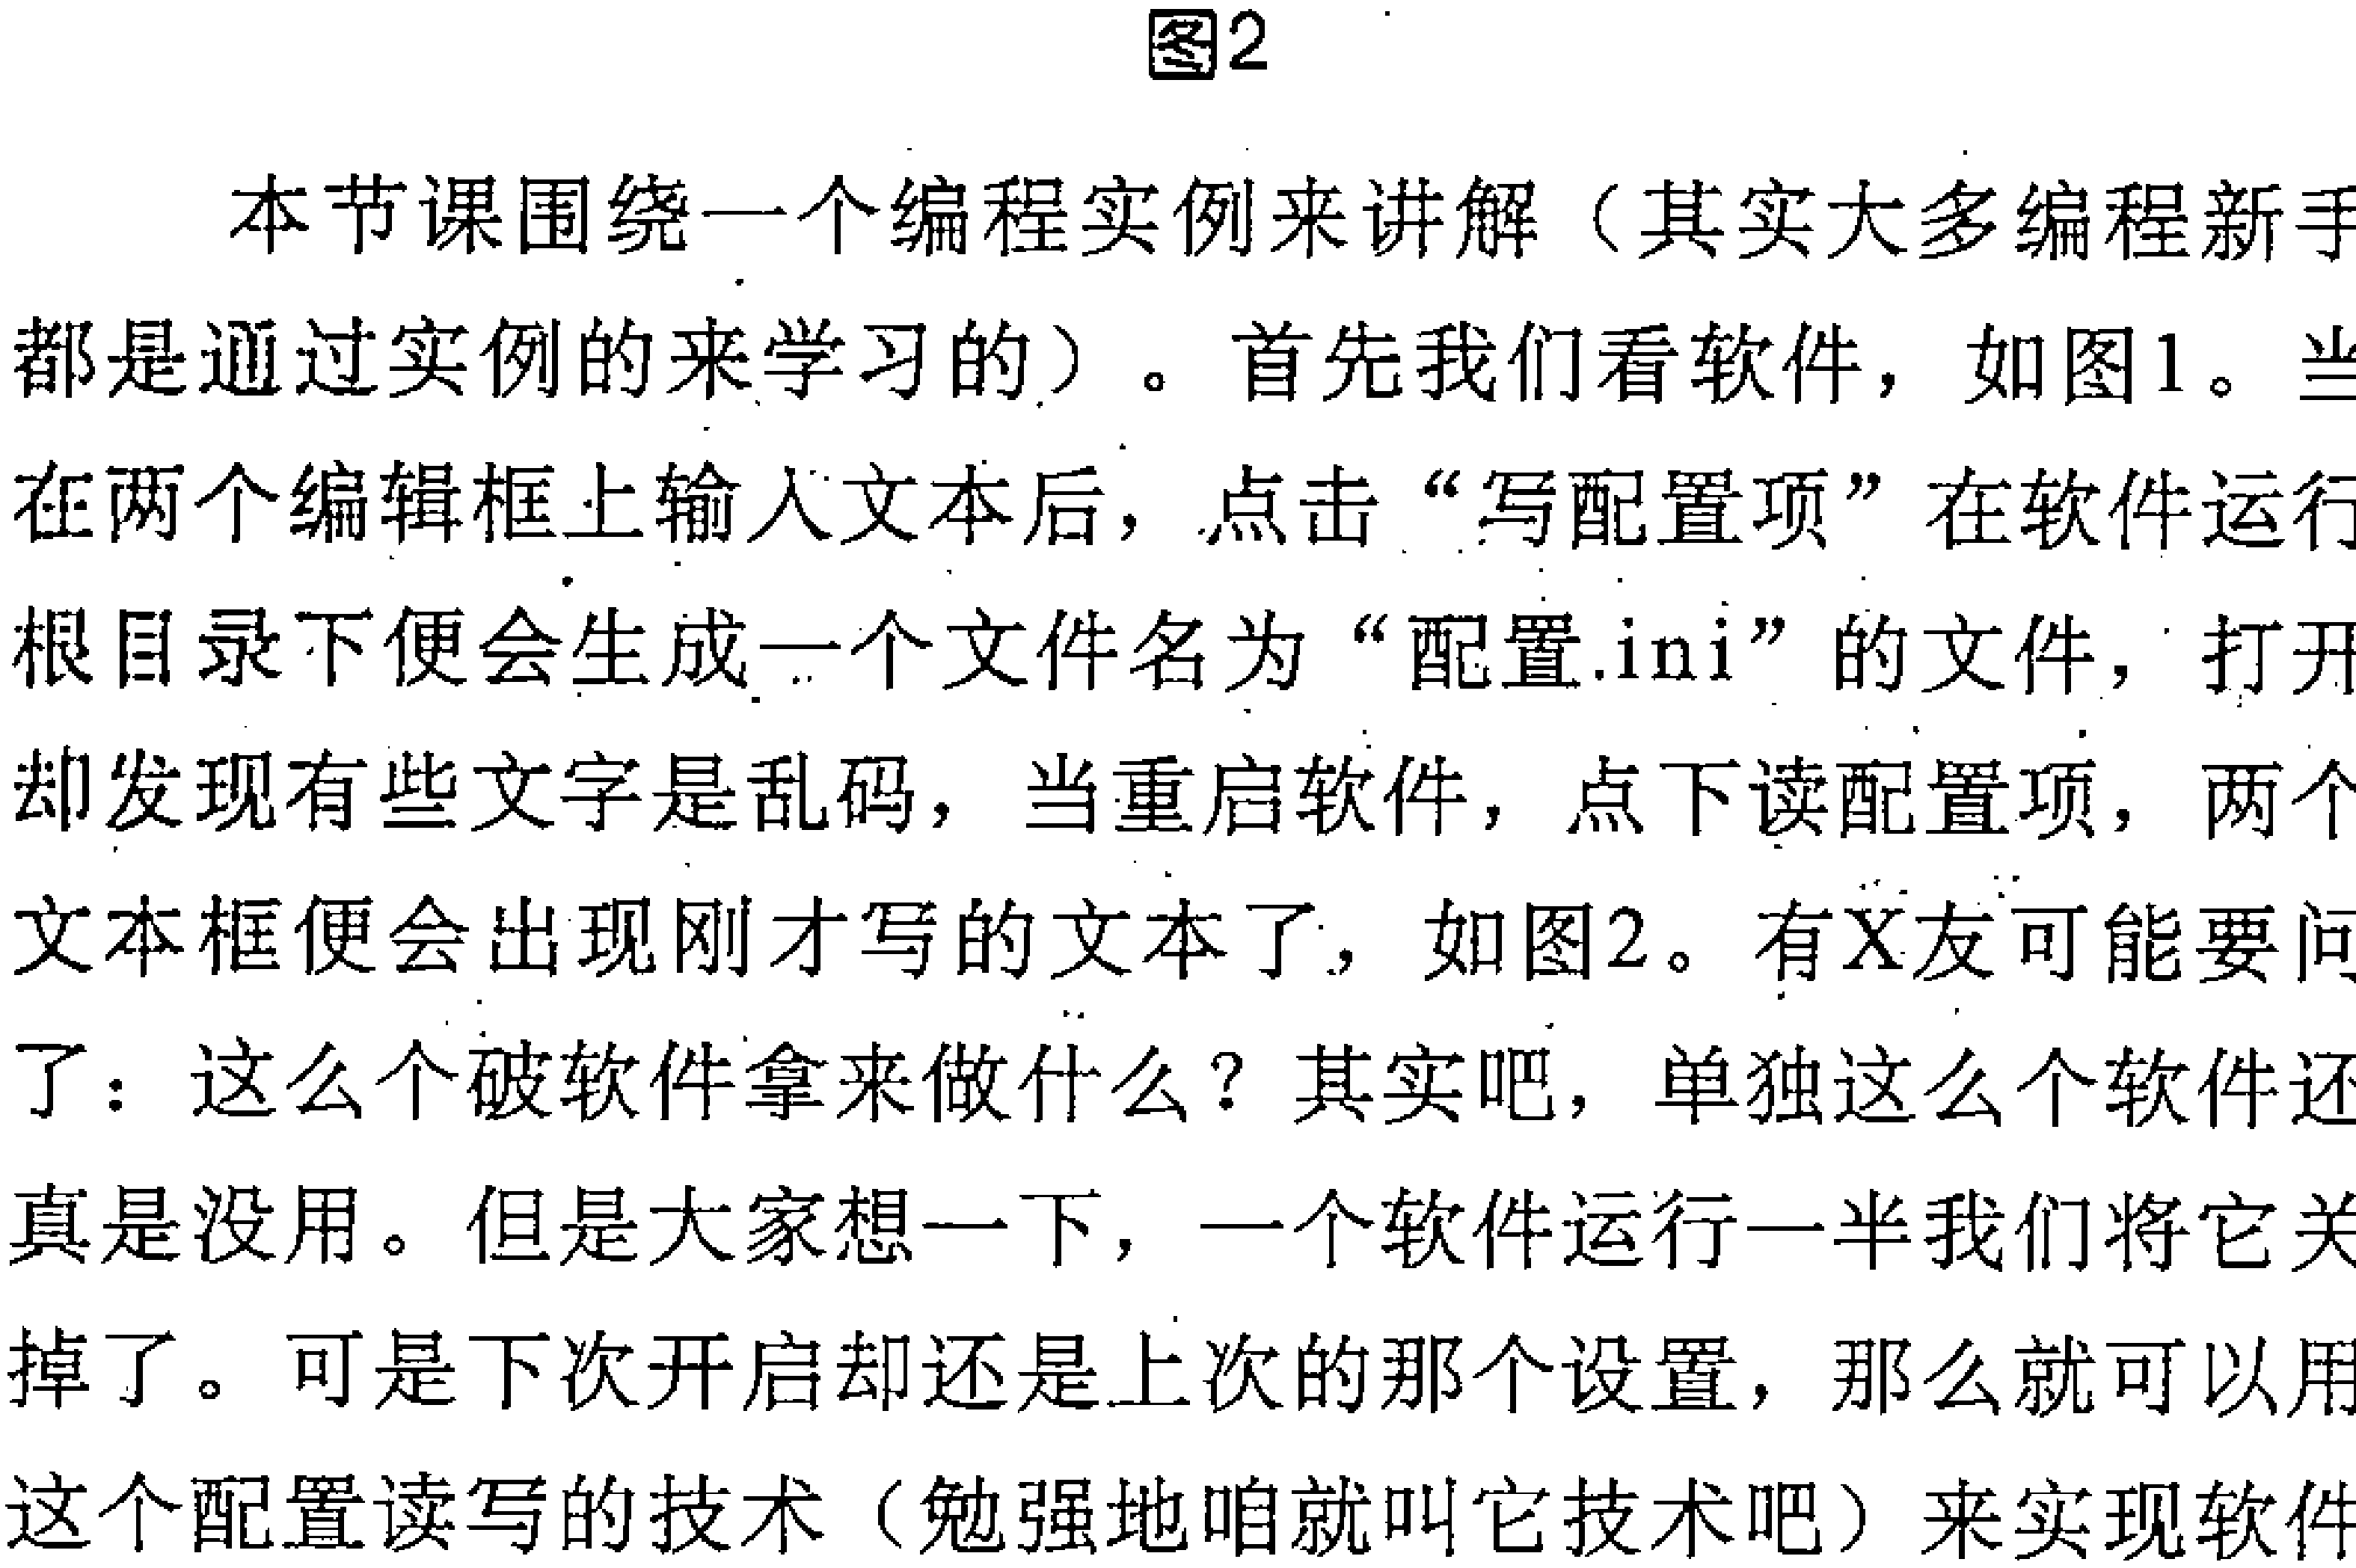 图2
本节课围绕一个编程实例来讲解（其实大多编程新手
都是通过实例的来学习的）。首先我们看软件，如图1。当
在两个编辑框上输入文本后，点击“写配置项”在软件运行
根目录下便会生成一个文件名为“配置.ini”的文件，打开
却发现有些文字是乱码，当重启软件，点下读配置项，两个
文本框便会出现刚才写的文本了，如图2。有X友可能要问
了：这么个破软件拿来做什么？其实吧，单独这么个软件还
真是没用。但是大家想一下，一个软件运行一半我们将它关
掉了。可是下次开启却还是上次的那个设置，那么就可以用
这个配置读写的技术（勉强地咱就叫它技术吧）来实现软件